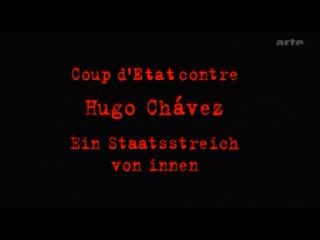 arte
Coup d'Etat contre
Hugo Chávez
Ein Staatsstreich
von innen